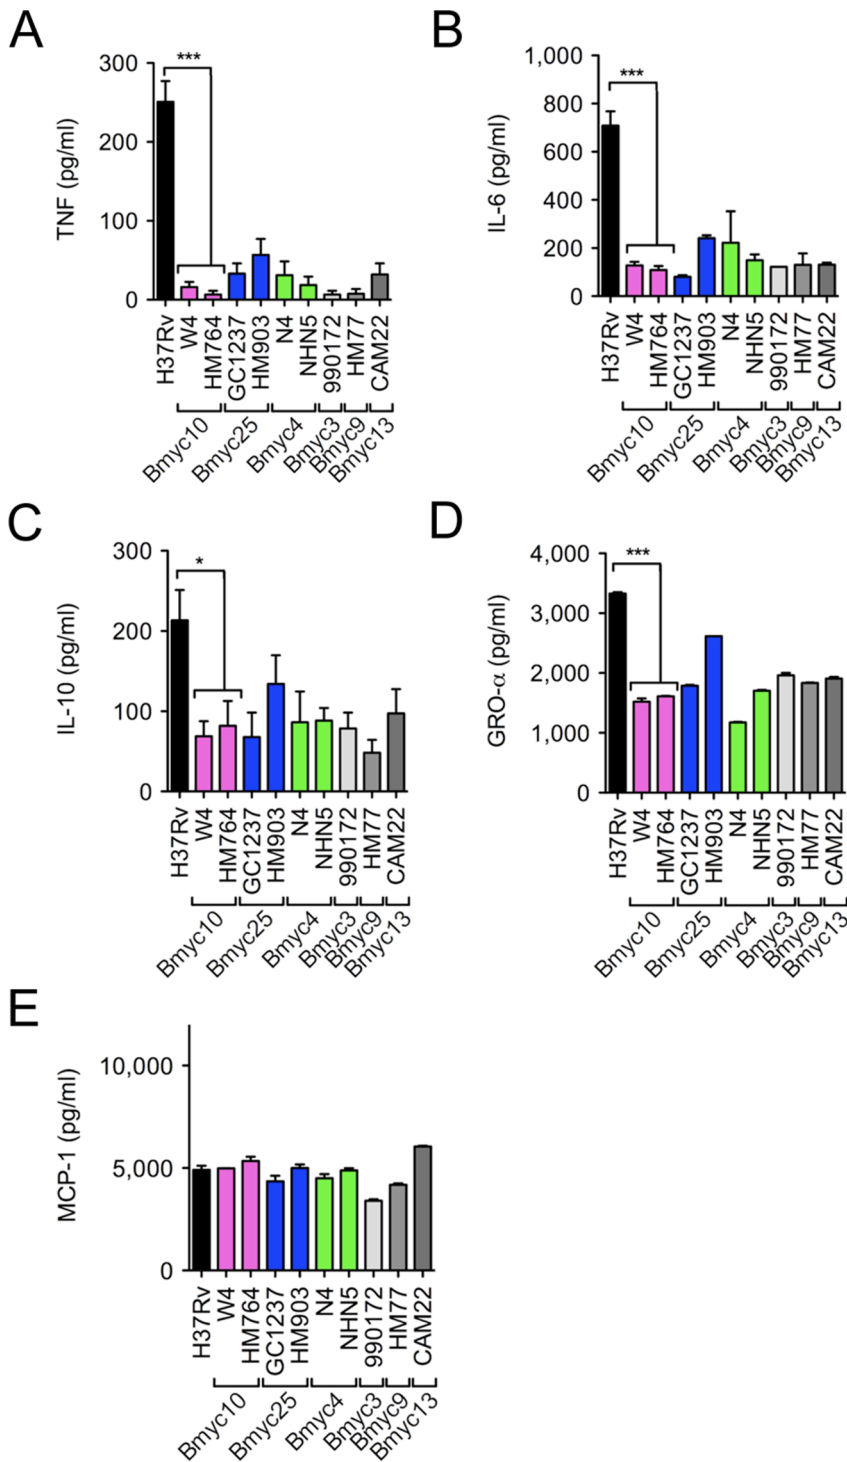 A
B
TNF (pg/ml)
300
200
100
0
***
H37Rv
W4
HM764
GC1237
HM903
N4
NHN5
990172
HM77
CAM22
Bmyc10
Bmyc25
Bmyc4
Bmyc3
Bmyc9
Bmyc13
IL-6 (pg/ml)
1,000
800
600
400
200
0
***
H37Rv
W4
HM764
GC1237
HM903
N4
NHN5
990172
HM77
CAM22
Bmyc10
Bmyc25
Bmyc4
Bmyc3
Bmyc9
Bmyc13
C
D
IL-10 (pg/ml)
300
200
100
0
*
H37Rv
W4
HM764
GC1237
HM903
N4
NHN5
990172
HM77
CAM22
Bmyc10
Bmyc25
Bmyc4
Bmyc3
Bmyc9
Bmyc13
GRO-α (pg/ml)
4,000
3,000
2,000
1,000
0
***
H37Rv
W4
HM764
GC1237
HM903
N4
NHN5
990172
HM77
CAM22
Bmyc10
Bmyc25
Bmyc4
Bmyc3
Bmyc9
Bmyc13
E
MCP-1 (pg/ml)
10,000
5,000
0
H37Rv
W4
HM764
GC1237
HM903
N4
NHN5
990172
HM77
CAM22
Bmyc10
Bmyc25
Bmyc4
Bmyc3
Bmyc9
Bmyc13